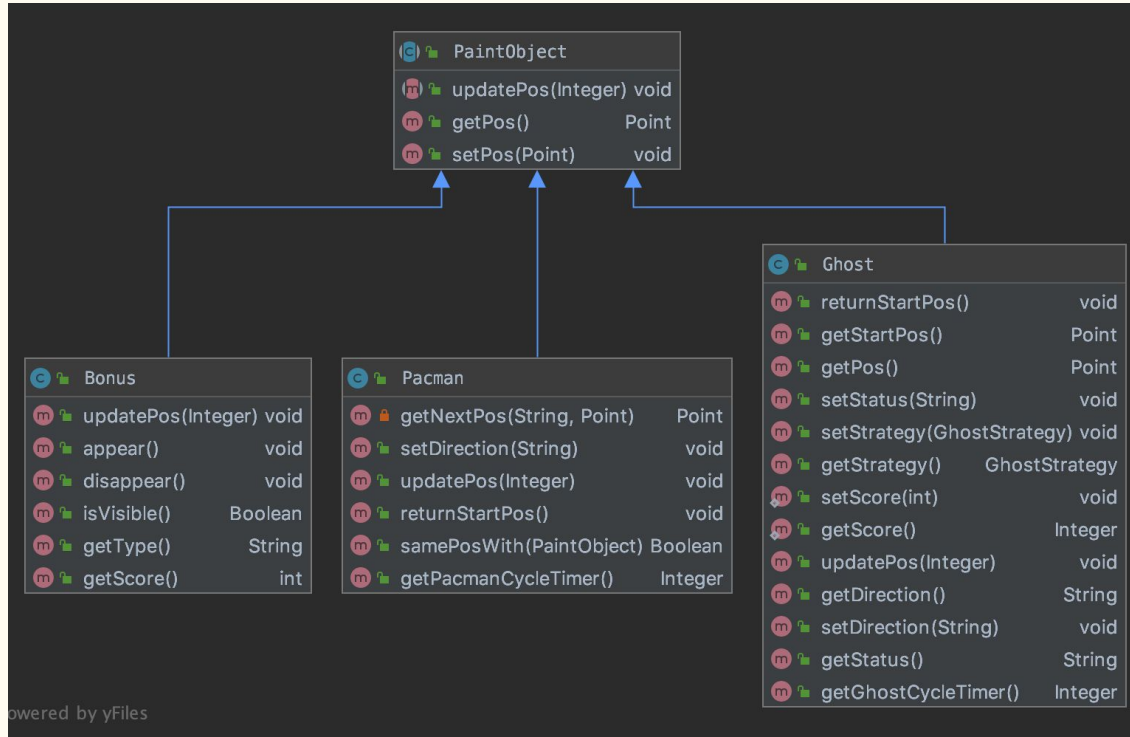 PaintObject
updatePos(Integer) void
getPos() Point
setPos(Point) void
Bonus
updatePos(Integer) void
appear() void
disappear() void
isVisible() Boolean
getType() String
getScore() int
Pacman
getNextPos(String, Point) Point
setDirection(String) void
updatePos(Integer) void
returnStartPos() void
samePosWith(PaintObject) Boolean
getPacmanCycleTimer() Integer
Ghost
returnStartPos() void
getStartPos() Point
getPos() Point
setStatus(String) void
setStrategy(GhostStrategy) void
getStrategy() GhostStrategy
setScore(int) void
getScore() Integer
updatePos(Integer) void
getDirection() String
setDirection(String) void
getStatus() String
getGhostCycleTimer() Integer
owered by yFiles